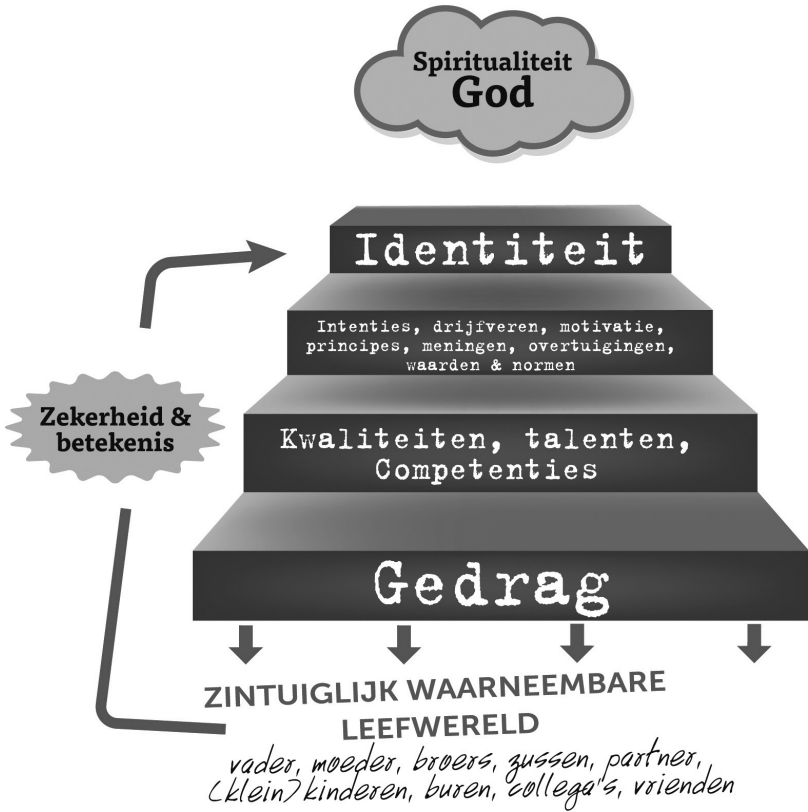 Spiritualiteit
God
Identiteit
Intenties, drijfveren, motivatie,
principes, meningen, overtuigingen,
waarden & normen
Zekerheid &
betekenis
Kwaliteiten, talenten,
Competenties
Gedrag
ZINTUIGLIJK WAARNEEMBARE
LEEFWERELD
vader, moeder, broers, zussen, partner,
(klein) kinderen, buren, collega's, vrienden